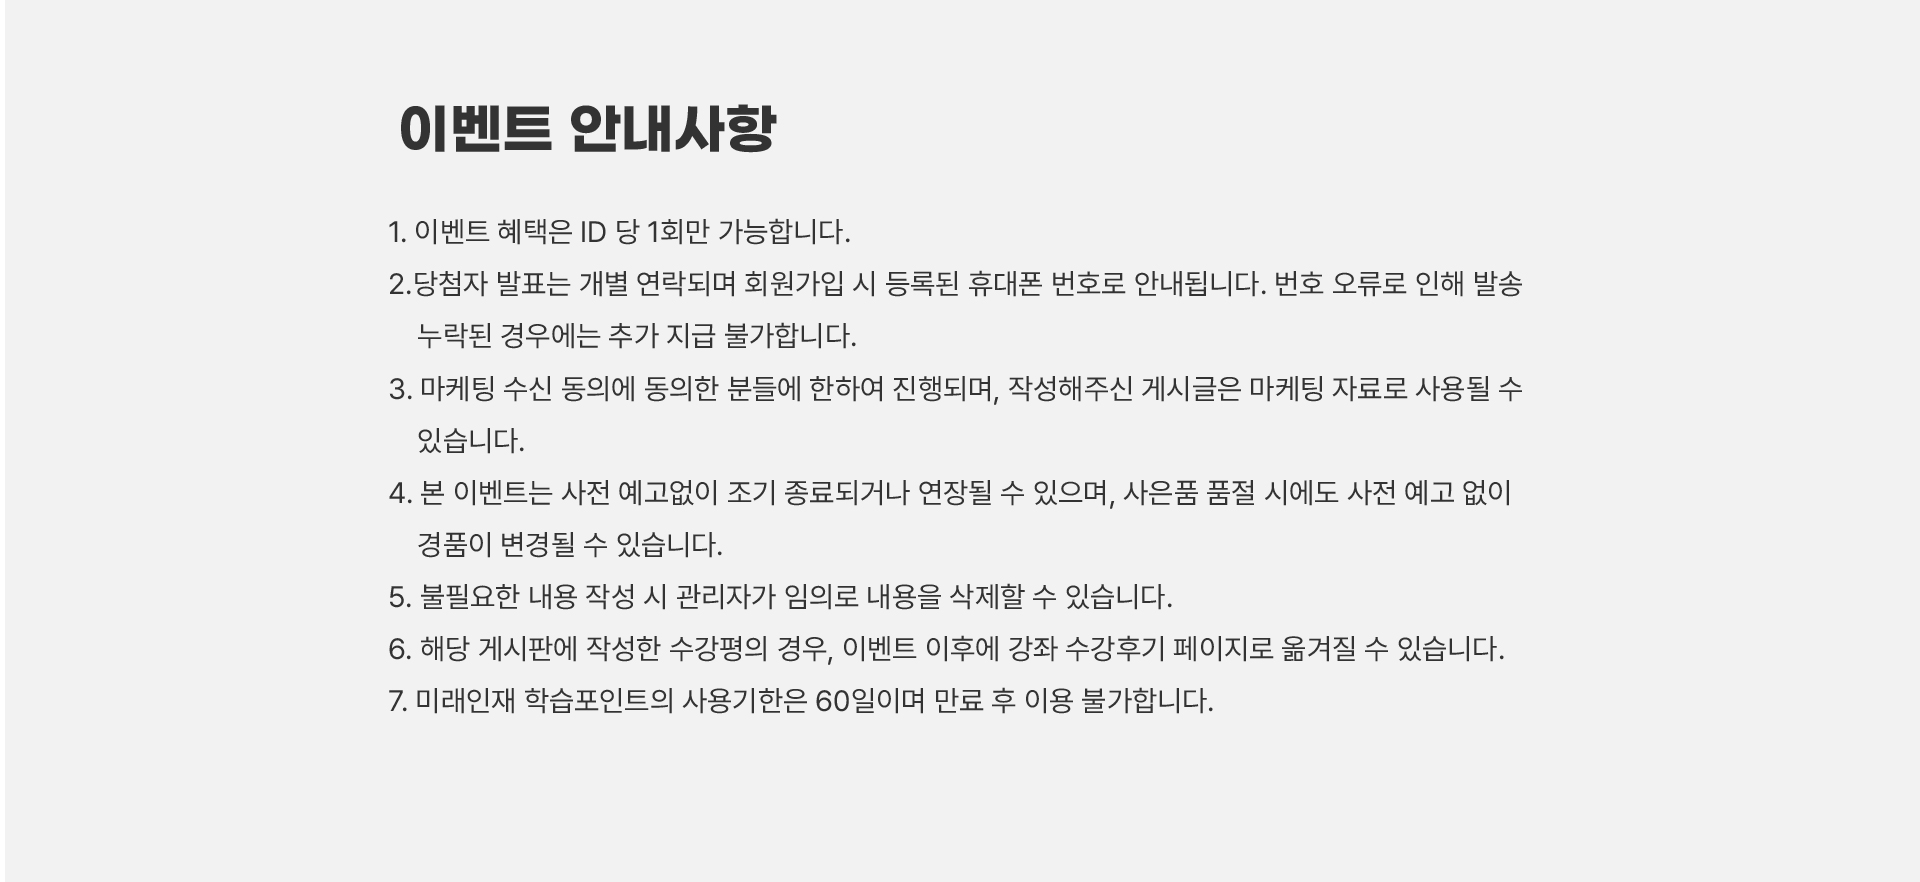 이벤트 안내사항
1. 이벤트 혜택은 ID 당 1회만 가능합니다.
2.당첨자 발표는 개별 연락되며 회원가입 시 등록된 휴대폰 번호로 안내됩니다. 번호 오류로 인해 발송
누락된 경우에는 추가 지급 불가합니다.
3. 마케팅 수신 동의에 동의한 분들에 한하여 진행되며, 작성해주신 게시글은 마케팅 자료로 사용될 수
있습니다.
4. 본 이벤트는 사전 예고없이 조기 종료되거나 연장될 수 있으며, 사은품 품절 시에도 사전 예고 없이
경품이 변경될 수 있습니다.
5. 불필요한 내용 작성 시 관리자가 임의로 내용을 삭제할 수 있습니다.
6. 해당 게시판에 작성한 수강평의 경우, 이벤트 이후에 강좌 수강후기 페이지로 옮겨질 수 있습니다.
7. 미래인재 학습포인트의 사용기한은 60일이며 만료 후 이용 불가합니다.